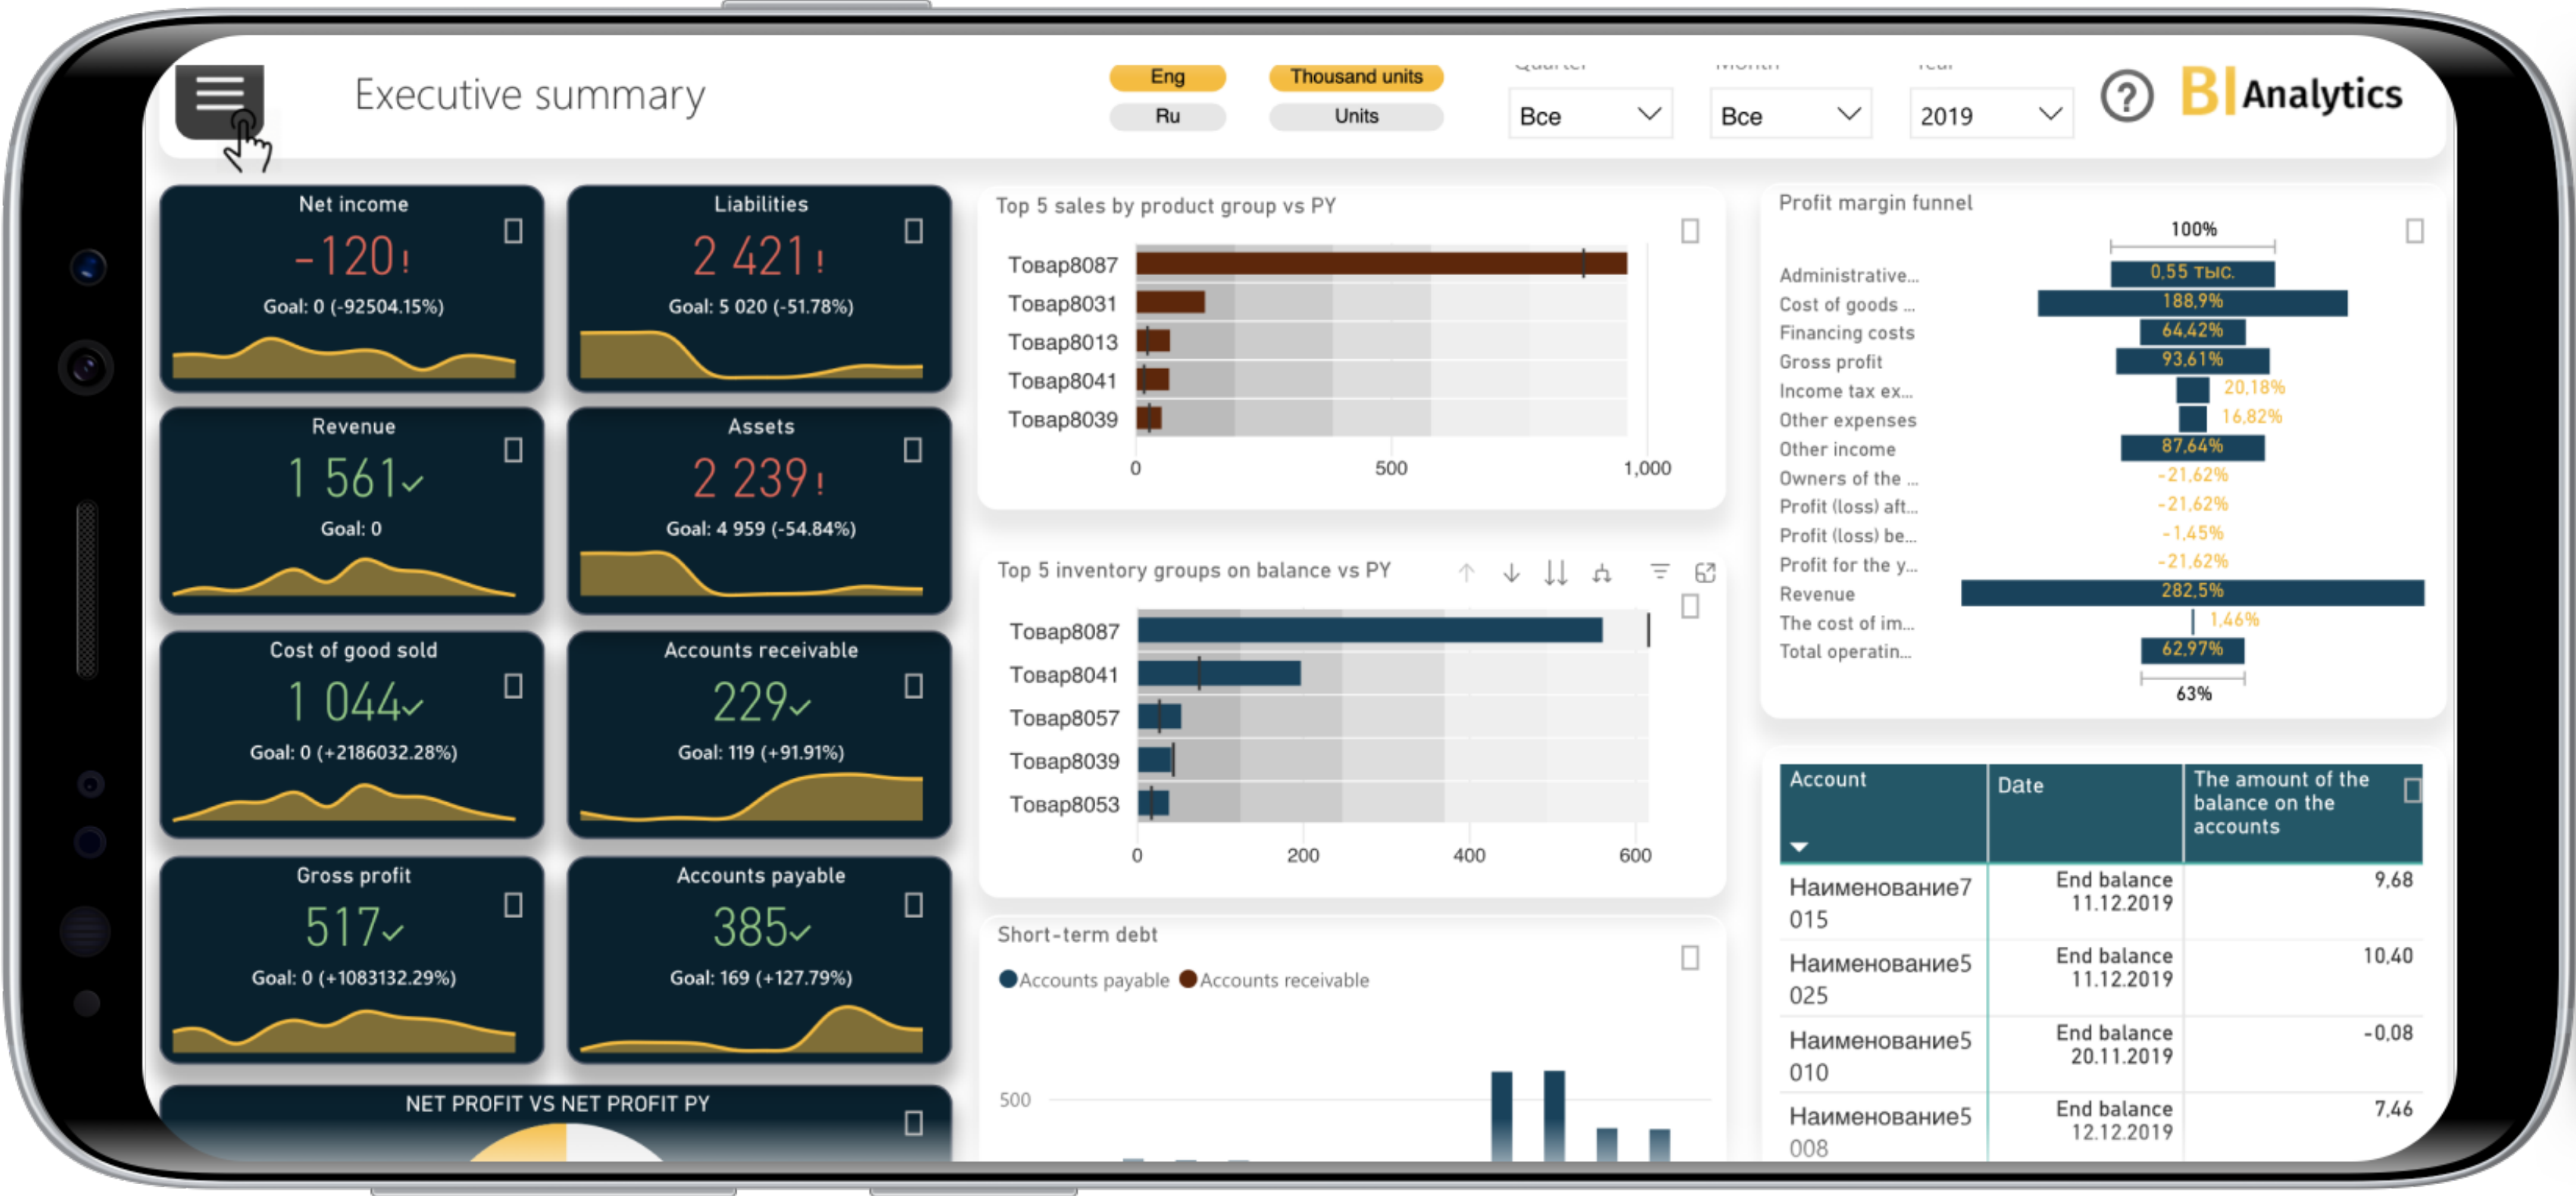 Executive summary
Eng
Ru
Thousand units
Units
Quarter
Все
Month
Все
Year
2019
?
BI Analytics
Net income
-120!
Goal: 0 (-92504.15%)
Liabilities
2 421!
Goal: 5 020 (-51.78%)
Revenue
1 561
Goal: 0
Assets
2 239!
Goal: 4 959 (-54.84%)
Cost of good sold
1 044
Goal: 0 (+2186032.28%)
Accounts receivable
229
Goal: 119 (+91.91%)
Gross profit
517
Goal: 0 (+1083132.29%)
Accounts payable
385
Goal: 169 (+127.79%)
NET PROFIT VS NET PROFIT PY
Top 5 sales by product group vs PY
Товар8087
Товар8031
Товар8013
Товар8041
Товар8039
0 500 1,000
Top 5 inventory groups on balance vs PY
Товар8087
Товар8041
Товар8057
Товар8039
Товар8053
0 200 400 600
Short-term debt
Accounts payable Accounts receivable
500
Profit margin funnel
100%
Administrative... 0,55 тыс.
Cost of goods ... 188,9%
Financing costs 64,42%
Gross profit 93,61%
Income tax ex... 20,18%
Other expenses 16,82%
Other income 87,64%
Owners of the ... -21,62%
Profit (loss) aft... -21,62%
Profit (loss) be... -1,45%
Profit for the y... -21,62%
Revenue 282,5%
The cost of im... 1,46%
Total operatin... 62,97%
63%
Account
Date
The amount of the
balance on the
accounts
Наименование7
015
End balance
11.12.2019
9,68
Наименование5
025
End balance
11.12.2019
10,40
Наименование5
010
End balance
20.11.2019
-0,08
Наименование5
008
End balance
12.12.2019
7,46